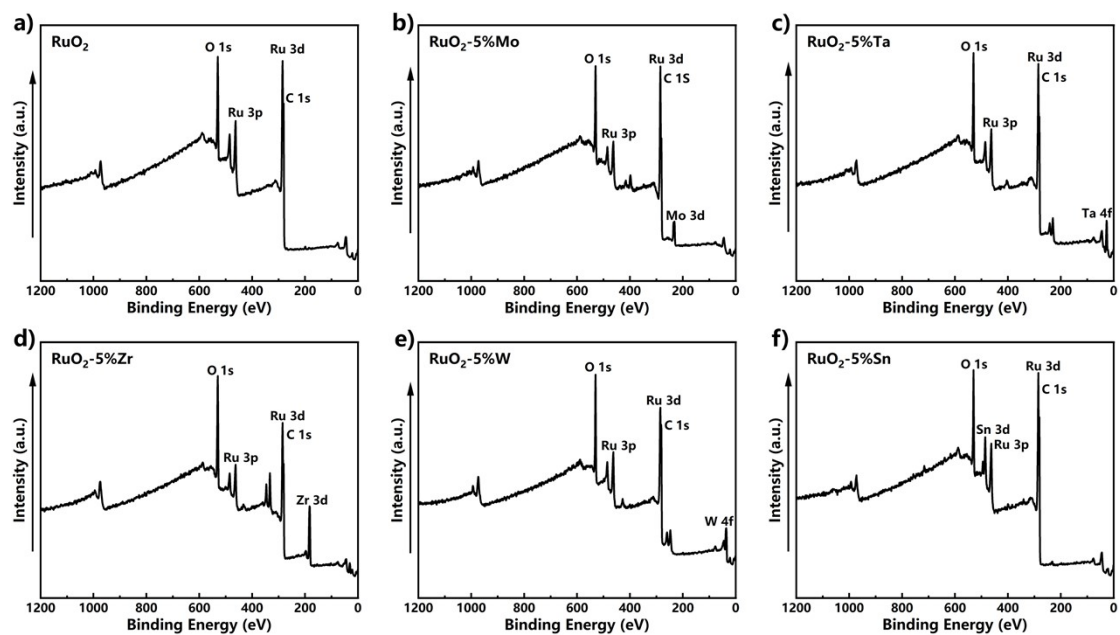 a)
RuO₂
O 1s
Ru 3d
C 1s
Ru 3p
Intensity (a.u.)
1200 1000 800 600 400 200 0
Binding Energy (eV)
b)
RuO₂-5%Mo
O 1s
Ru 3d
C 1S
Ru 3p
Mo 3d
Intensity (a.u.)
1200 1000 800 600 400 200 0
Binding Energy (eV)
c)
RuO₂-5%Ta
O 1s
Ru 3d
C 1s
Ru 3p
Ta 4f
Intensity (a.u.)
1200 1000 800 600 400 200 0
Binding Energy (eV)
d)
RuO₂-5%Zr
O 1s
Ru 3d
C 1s
Ru 3p
Zr 3d
Intensity (a.u.)
1200 1000 800 600 400 200 0
Binding Energy (eV)
e)
RuO₂-5%W
O 1s
Ru 3d
C 1s
Ru 3p
W 4f
Intensity (a.u.)
1200 1000 800 600 400 200 0
Binding Energy (eV)
f)
RuO₂-5%Sn
O 1s
Ru 3d
C 1s
Sn 3d
Ru 3p
Intensity (a.u.)
1200 1000 800 600 400 200 0
Binding Energy (eV)